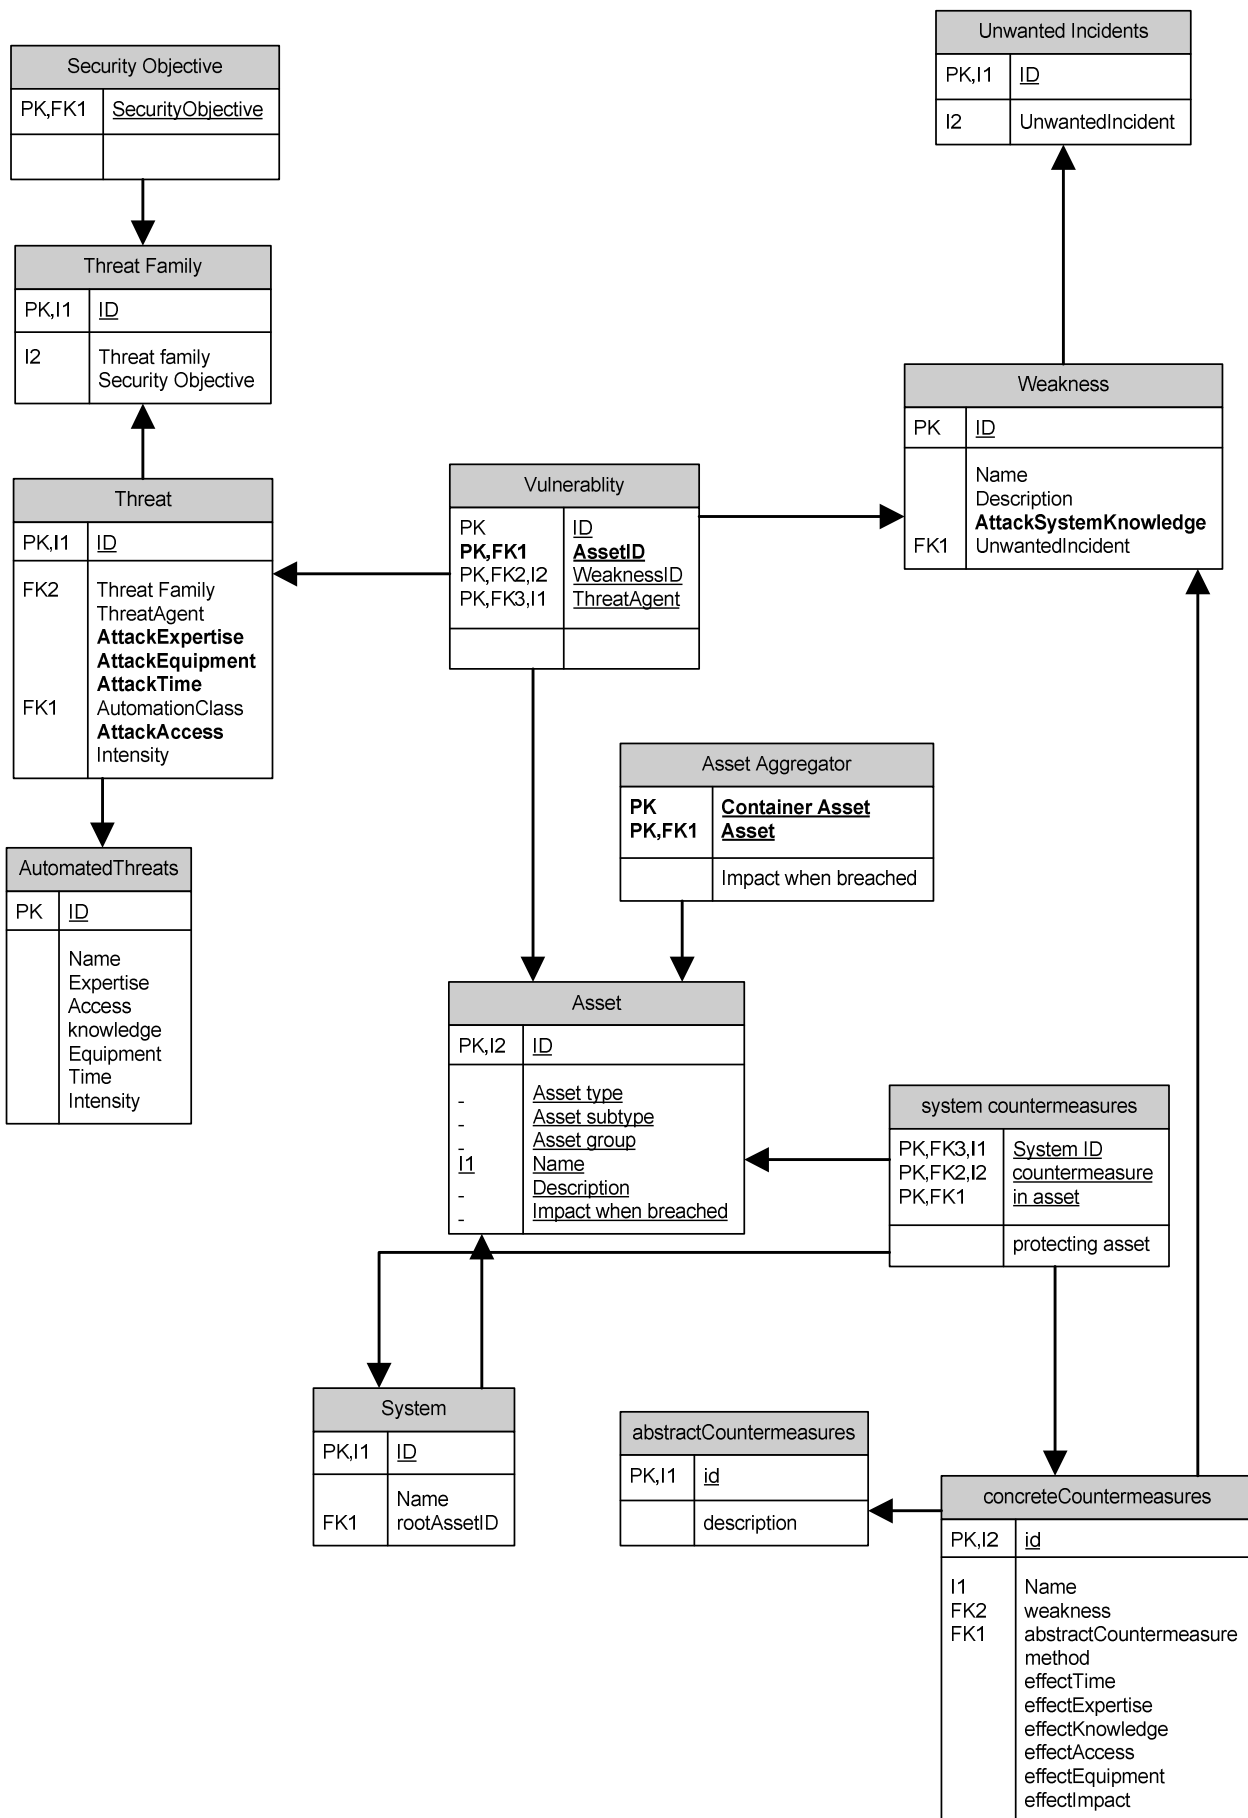 Security Objective
PK,FK1 SecurityObjective
Unwanted Incidents
PK,I1 ID
I2 UnwantedIncident
Threat Family
PK,I1 ID
I2 Threat family
Security Objective
Weakness
PK ID
Name
Description
AttackSystemKnowledge
FK1 UnwantedIncident
Threat
PK,I1 ID
FK2 Threat Family
ThreatAgent
AttackExpertise
AttackEquipment
AttackTime
FK1 AutomationClass
AttackAccess
Intensity
Vulnerablity
PK ID
PK,FK1 AssetID
PK,FK2,I2 WeaknessID
PK,FK3,I1 ThreatAgent
Asset Aggregator
PK Container Asset
PK,FK1 Asset
Impact when breached
AutomatedThreats
PK ID
Name
Expertise
Access
knowledge
Equipment
Time
Intensity
Asset
PK,I2 ID
Asset type
Asset subtype
Asset group
I1 Name
Description
Impact when breached
system countermeasures
PK,FK3,I1 System ID
PK,FK2,I2 countermeasure
PK,FK1 in asset
protecting asset
System
PK,I1 ID
Name
FK1 rootAssetID
abstractCountermeasures
PK,I1 id
description
concreteCountermeasures
PK,I2 id
I1 Name
FK2 weakness
FK1 abstractCountermeasure
method
effectTime
effectExpertise
effectKnowledge
effectAccess
effectEquipment
effectImpact